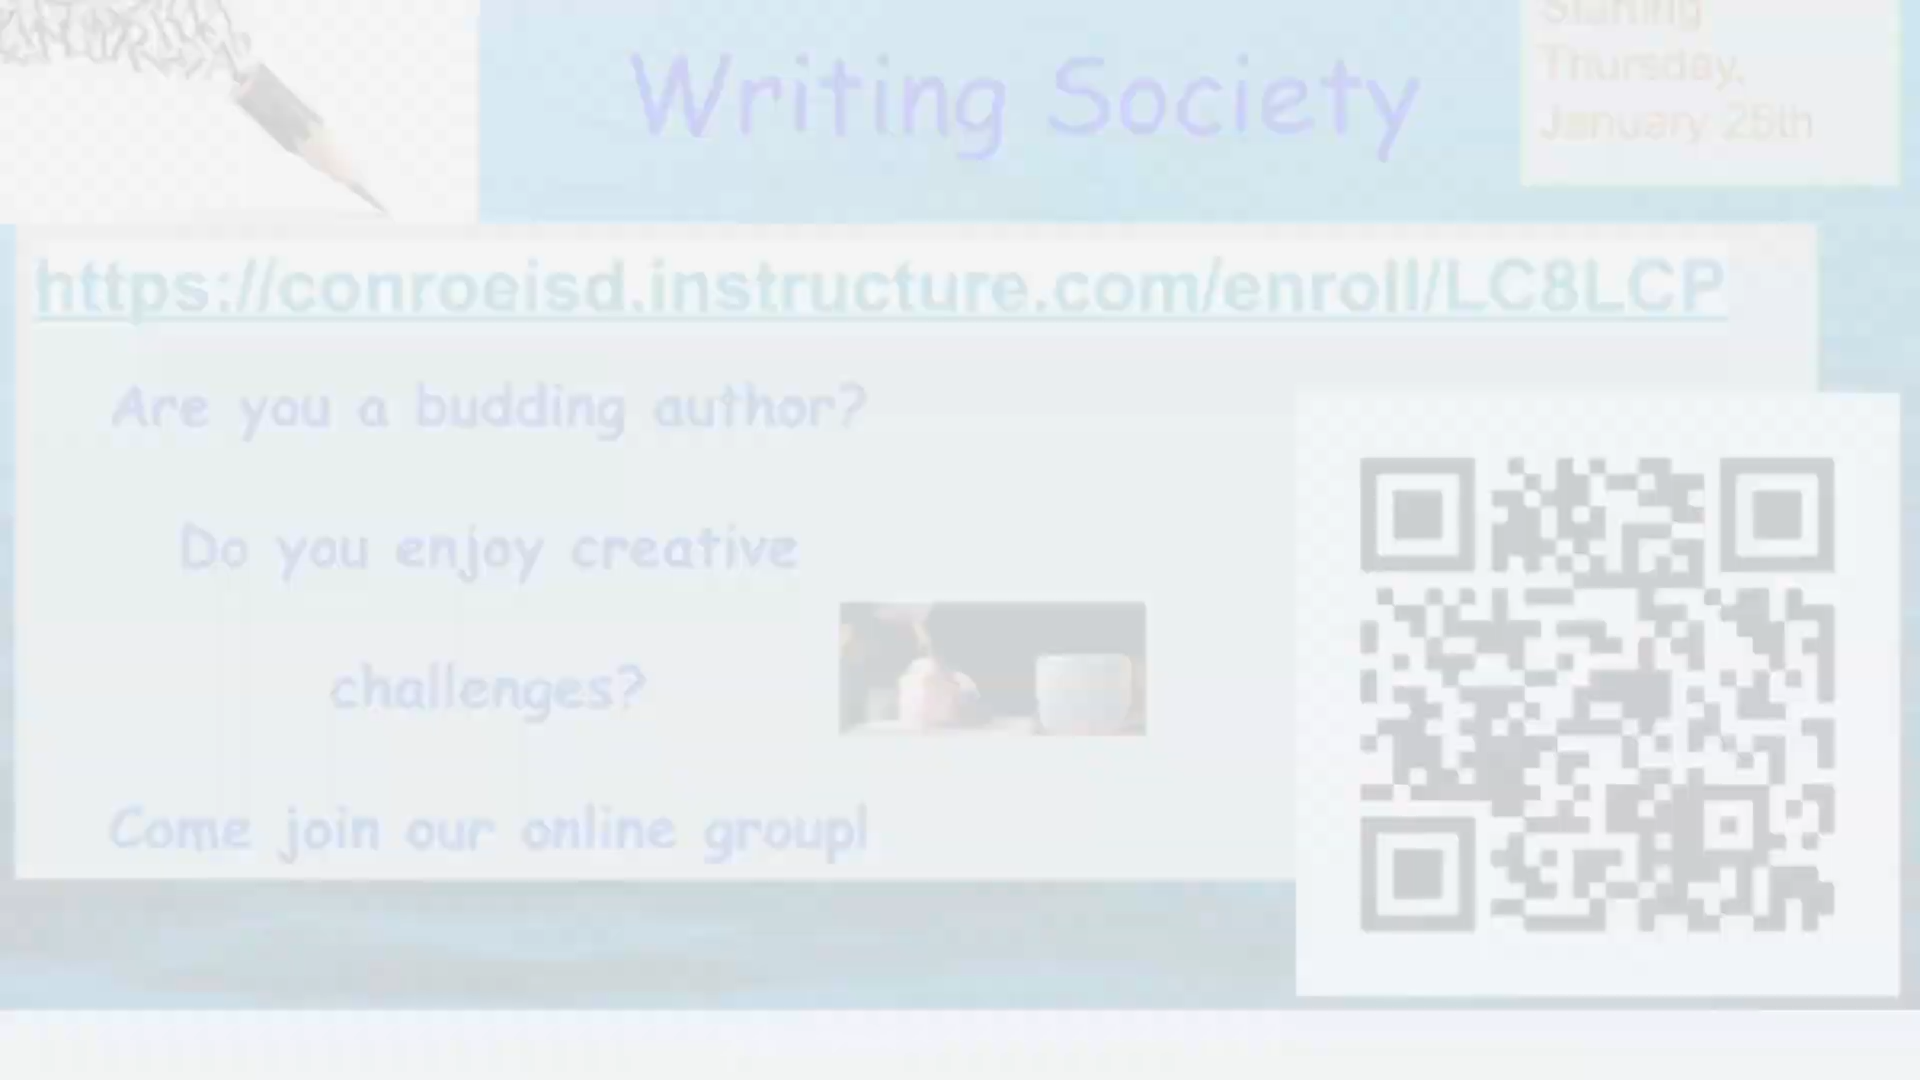 Writing Society
Starting
Thursday,
January 25th
https://conroeisd.instructure.com/enroll/LC8LCP
Are you a budding author?
Do you enjoy creative
challenges?
Come join our online group!